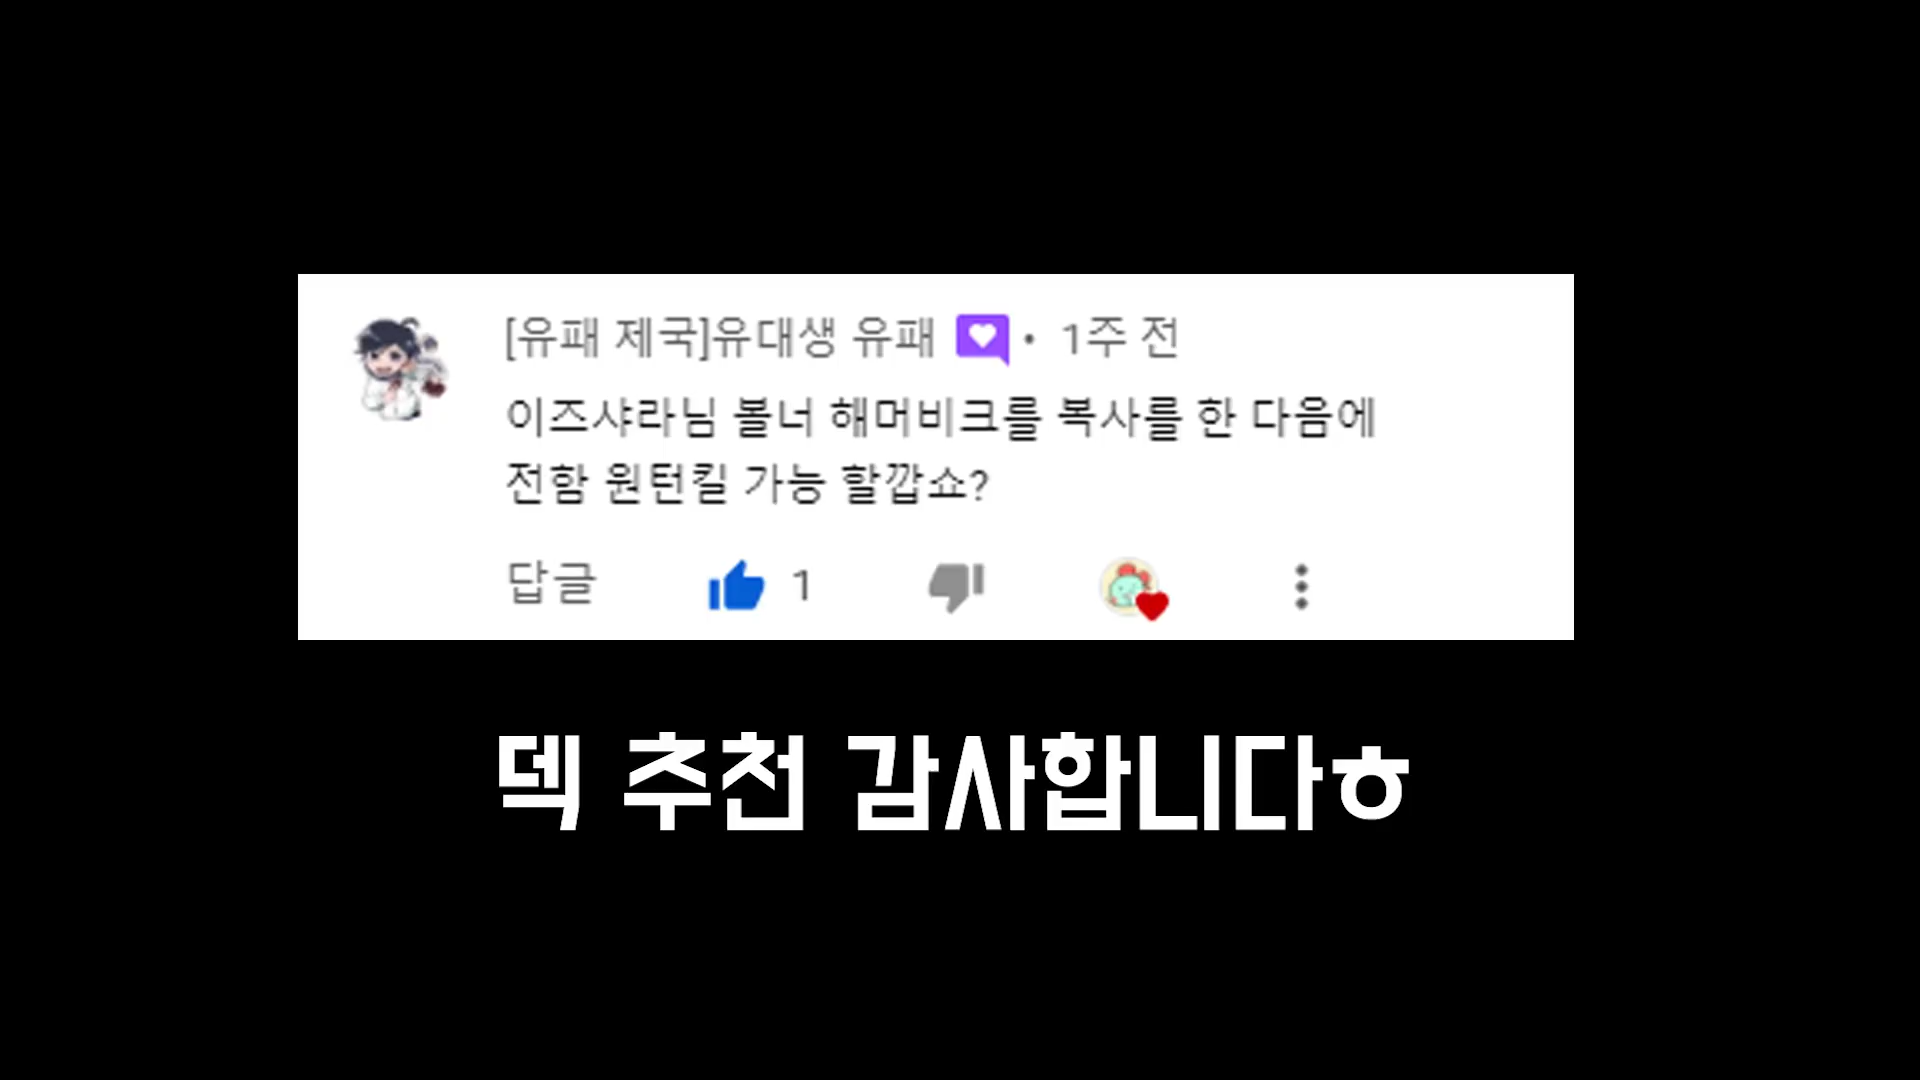 [유패 제국]유대생 유패 • 1주 전
이즈샤라님 볼너 해머비크를 복사를 한 다음에
전함 원턴킬 가능 할깝쇼?
답글 1
덱 추천 감사합니다ㅎ